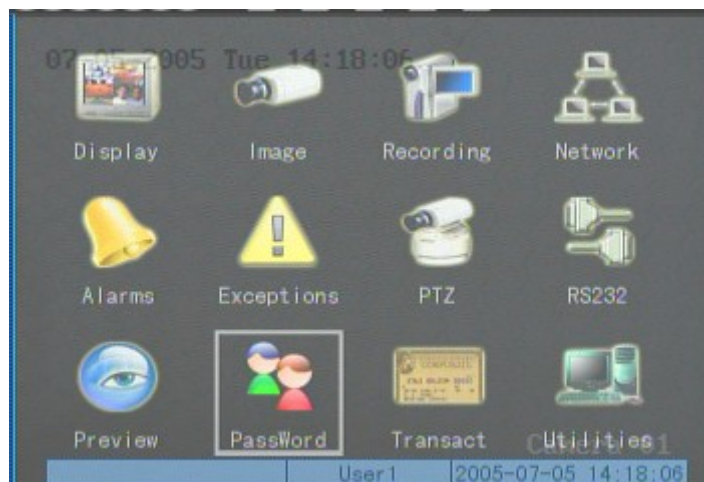 07-05-2005 Tue 14:18:06
Display Image Recording Network
Alarms Exceptions PTZ RS232
Preview PassWord Transact Utilities
Camera 01
User1 2005-07-05 14:18:06